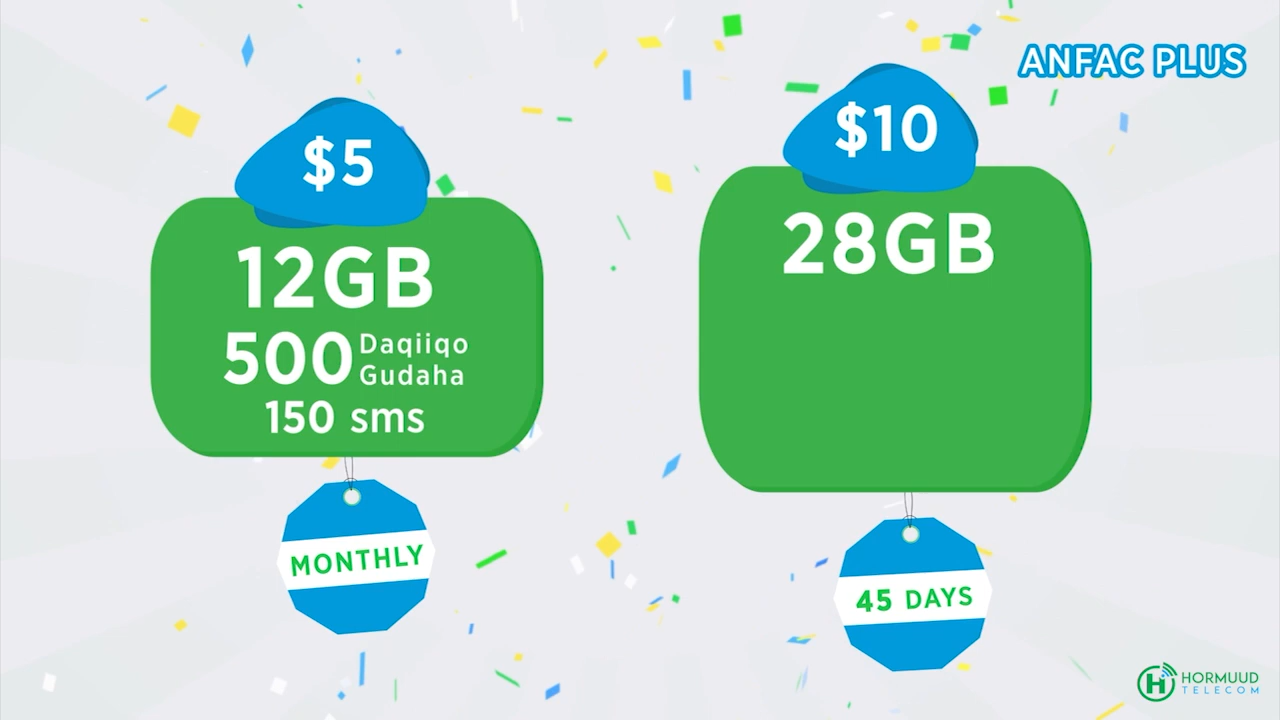 ANFAC PLUS
$5
12GB
500 Daqiiqo
Gudaha
150 sms
MONTHLY
$10
28GB
45 DAYS
HORMUUD
TELECOM